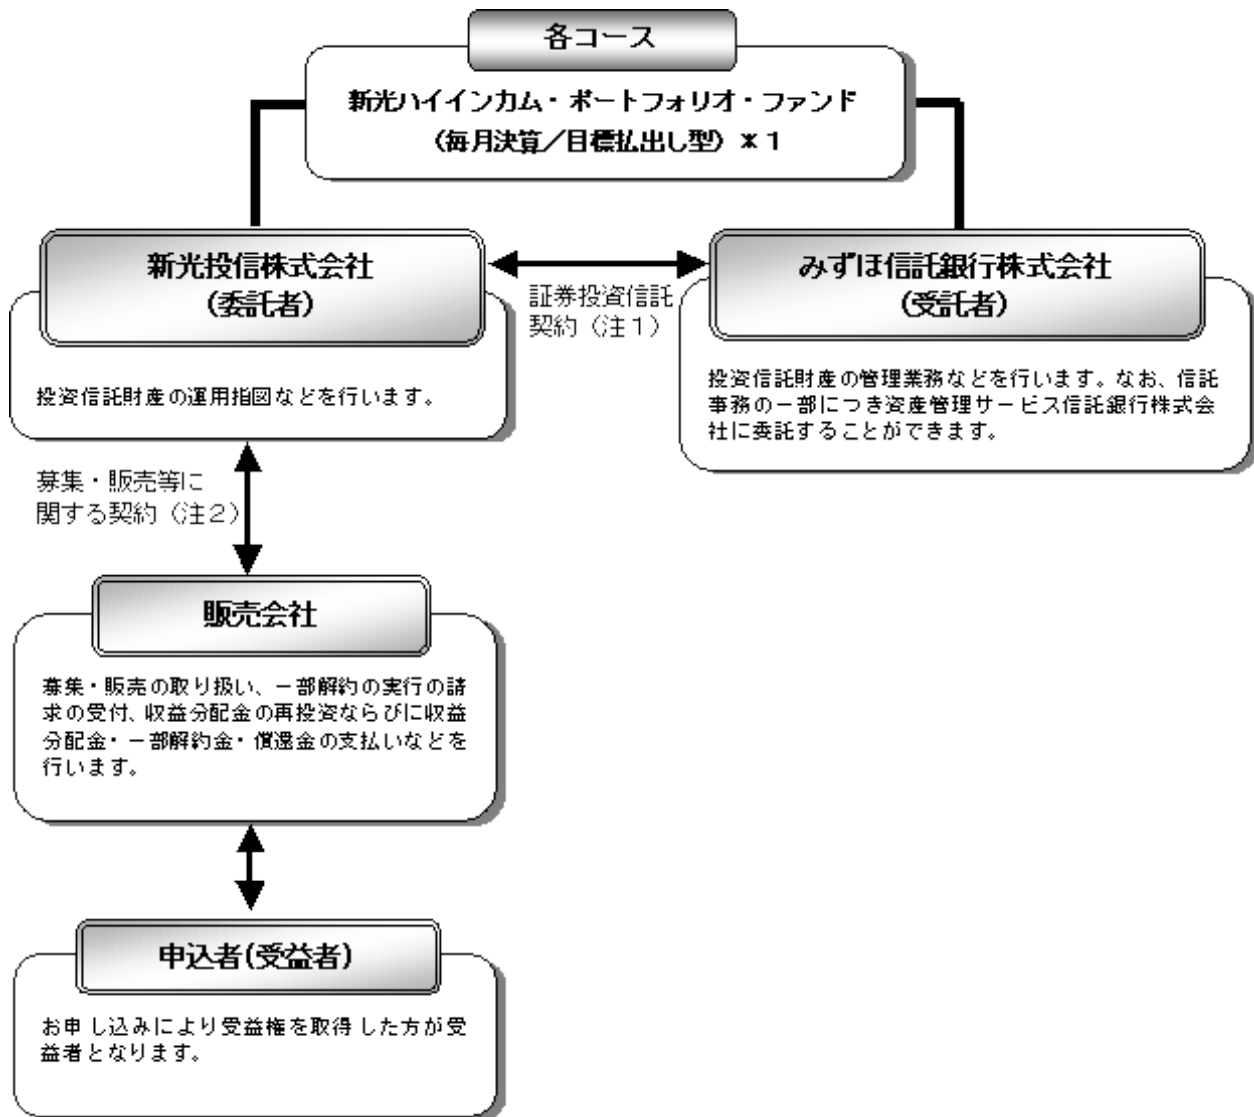 各コース
新光ハイインカム・ポートフォリオ・ファンド
(毎月決算/目標払出し型)*1
新光投信株式会社
(委託者)
投資信託財産の運用指図などを行います。
証券投資信託
契約(注1)
みずほ信託銀行株式会社
(受託者)
投資信託財産の管理業務などを行います。なお、信託
事務の一部につき資産管理サービス信託銀行株式会
社に委託することができます。
募集・販売等に
関する契約(注2)
販売会社
募集・販売の取り扱い、一部解約の実行の請
求の受付、収益分配金の再投資ならびに収益
分配金・一部解約金・償還金の支払いなどを
行います。
申込者(受益者)
お申し込みにより受益権を取得した方が受
益者となります。